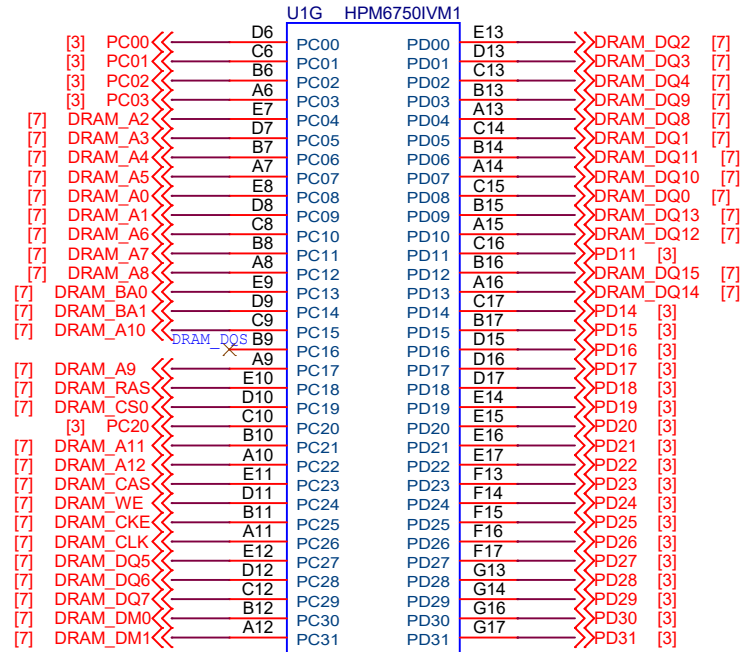 U1G HPM6750IVM1
[3] PC00 D6 PC00 PD00 E13 DRAM_DQ2 [7]
[3] PC01 C6 PC01 PD01 D13 DRAM_DQ3 [7]
[3] PC02 B6 PC02 PD02 C13 DRAM_DQ4 [7]
[3] PC03 A6 PC03 PD03 B13 DRAM_DQ9 [7]
[7] DRAM_A2 E7 PC04 PD04 A13 DRAM_DQ8 [7]
[7] DRAM_A3 D7 PC05 PD05 C14 DRAM_DQ1 [7]
[7] DRAM_A4 B7 PC06 PD06 B14 DRAM_DQ11 [7]
[7] DRAM_A5 A7 PC07 PD07 A14 DRAM_DQ10 [7]
[7] DRAM_A0 E8 PC08 PD08 C15 DRAM_DQ0 [7]
[7] DRAM_A1 D8 PC09 PD09 B15 DRAM_DQ13 [7]
[7] DRAM_A6 C8 PC10 PD10 A15 DRAM_DQ12 [7]
[7] DRAM_A7 B8 PC11 PD11 C16 PD11 [3]
[7] DRAM_A8 A8 PC12 PD12 B16 DRAM_DQ15 [7]
[7] DRAM_BA0 E9 PC13 PD13 A16 DRAM_DQ14 [7]
[7] DRAM_BA1 D9 PC14 PD14 C17 PD14 [3]
[7] DRAM_A10 C9 PC15 PD15 B17 PD15 [3]
DRAM_DQS B9 PC16 PD16 D15 PD16 [3]
[7] DRAM_A9 A9 PC17 PD17 D16 PD17 [3]
[7] DRAM_RAS E10 PC18 PD18 D17 PD18 [3]
[7] DRAM_CS0 D10 PC19 PD19 E14 PD19 [3]
[3] PC20 C10 PC20 PD20 E15 PD20 [3]
[7] DRAM_A11 B10 PC21 PD21 E16 PD21 [3]
[7] DRAM_A12 A10 PC22 PD22 E17 PD22 [3]
[7] DRAM_CAS E11 PC23 PD23 F13 PD23 [3]
[7] DRAM_WE D11 PC24 PD24 F14 PD24 [3]
[7] DRAM_CKE B11 PC25 PD25 F15 PD25 [3]
[7] DRAM_CLK A11 PC26 PD26 F16 PD26 [3]
[7] DRAM_DQ5 E12 PC27 PD27 F17 PD27 [3]
[7] DRAM_DQ6 D12 PC28 PD28 G13 PD28 [3]
[7] DRAM_DQ7 C12 PC29 PD29 G14 PD29 [3]
[7] DRAM_DM0 B12 PC30 PD30 G16 PD30 [3]
[7] DRAM_DM1 A12 PC31 PD31 G17 PD31 [3]